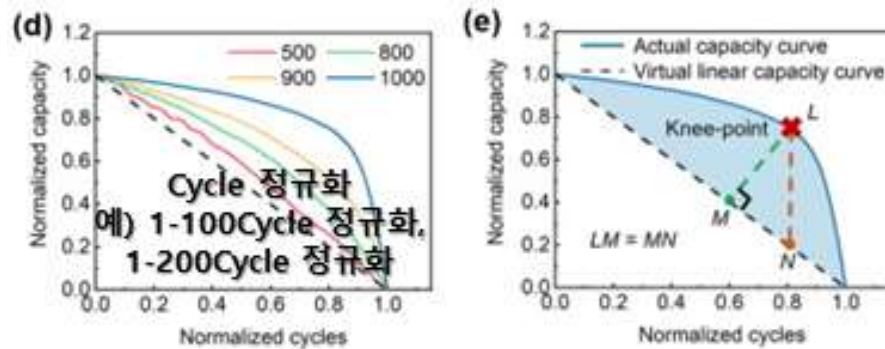 (d)
1.2
1.0
0.8
0.6
0.4
0.2
0.0
Normalized capacity
500
800
900
1000
Cycle 정규화
예) 1-100Cycle 정규화,
1-200Cycle 정규화
0.0 0.2 0.4 0.6 0.8 1.0
Normalized cycles
(e)
1.2
1.0
0.8
0.6
0.4
0.2
0.0
Normalized capacity
Actual capacity curve
Virtual linear capacity curve
Knee-point
L
M
N
LM = MN
0.0 0.2 0.4 0.6 0.8 1.0
Normalized cycles